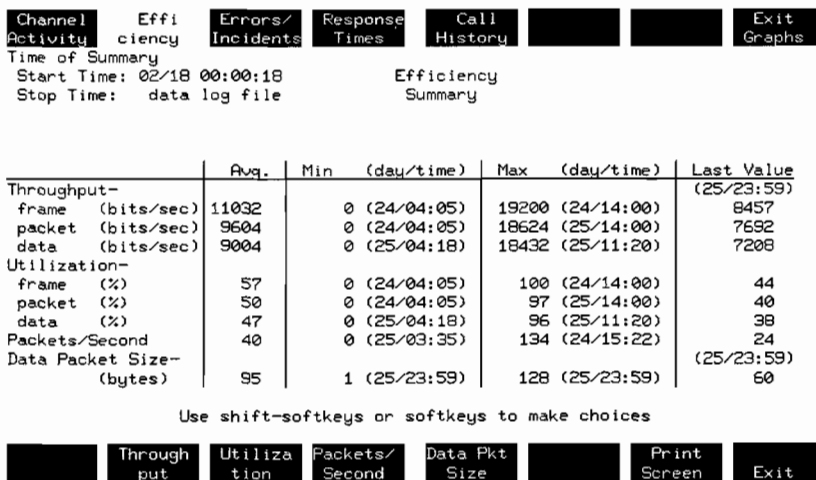 Channel Effi Errors/ Response Call Exit
Activity ciency Incidents Times History Graphs
Time of Summary
Start Time: 02/18 00:00:18 Efficiency
Stop Time: data log file Summary
Avg. Min (day/time) Max (day/time) Last Value
Throughput- (25/23:59)
frame (bits/sec) 11032 0 (24/04:05) 19200 (24/14:00) 8457
packet (bits/sec) 9604 0 (24/04:05) 18624 (25/14:00) 7692
data (bits/sec) 9004 0 (25/04:18) 18432 (25/11:20) 7208
Utilization-
frame (%) 57 0 (24/04:05) 100 (24/14:00) 44
packet (%) 50 0 (24/04:05) 97 (25/14:00) 40
data (%) 47 0 (25/04:18) 96 (25/11:20) 38
Packets/Second 40 0 (25/03:35) 134 (24/15:22) 24
Data Packet Size- (25/23:59)
(bytes) 95 1 (25/23:59) 128 (25/23:59) 60
Use shift-softkeys or softkeys to make choices
Through Utiliza Packets/ Data Pkt Print
put tion Second Size Screen Exit